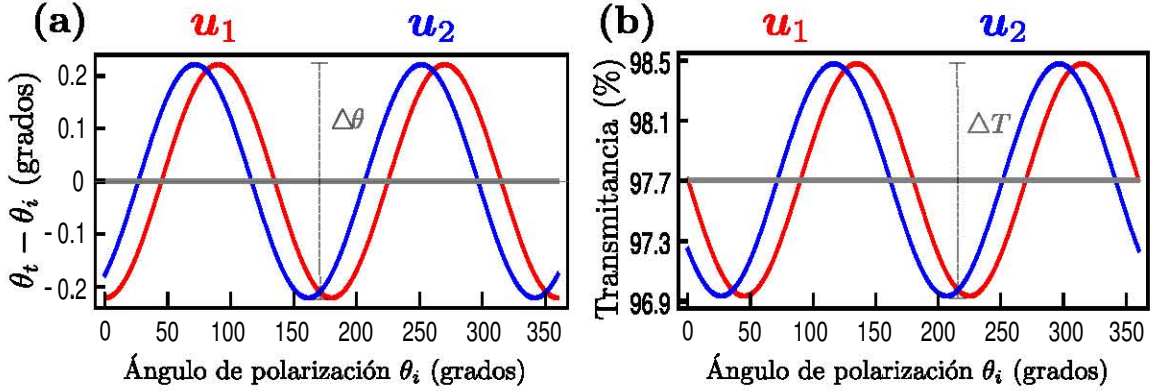 (a) u₁ u₂
θₜ − θᵢ (grados)
0.2
0.1
0
-0.1
-0.2
△θ
0 50 100 150 200 250 300 350
Ángulo de polarización θᵢ (grados)
(b) u₁ u₂
Transmitancia (%)
98.5
98.1
97.7
97.3
96.9
△T
0 50 100 150 200 250 300 350
Ángulo de polarización θᵢ (grados)